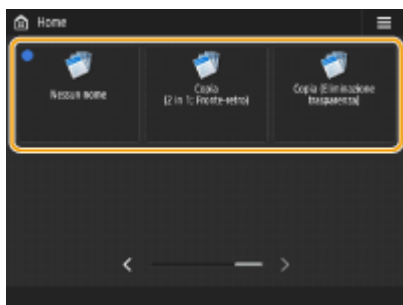 Home
Nessun nome
Copia
(2 in 1: Fronte-retro)
Copia (Eliminazione
trasparenza)